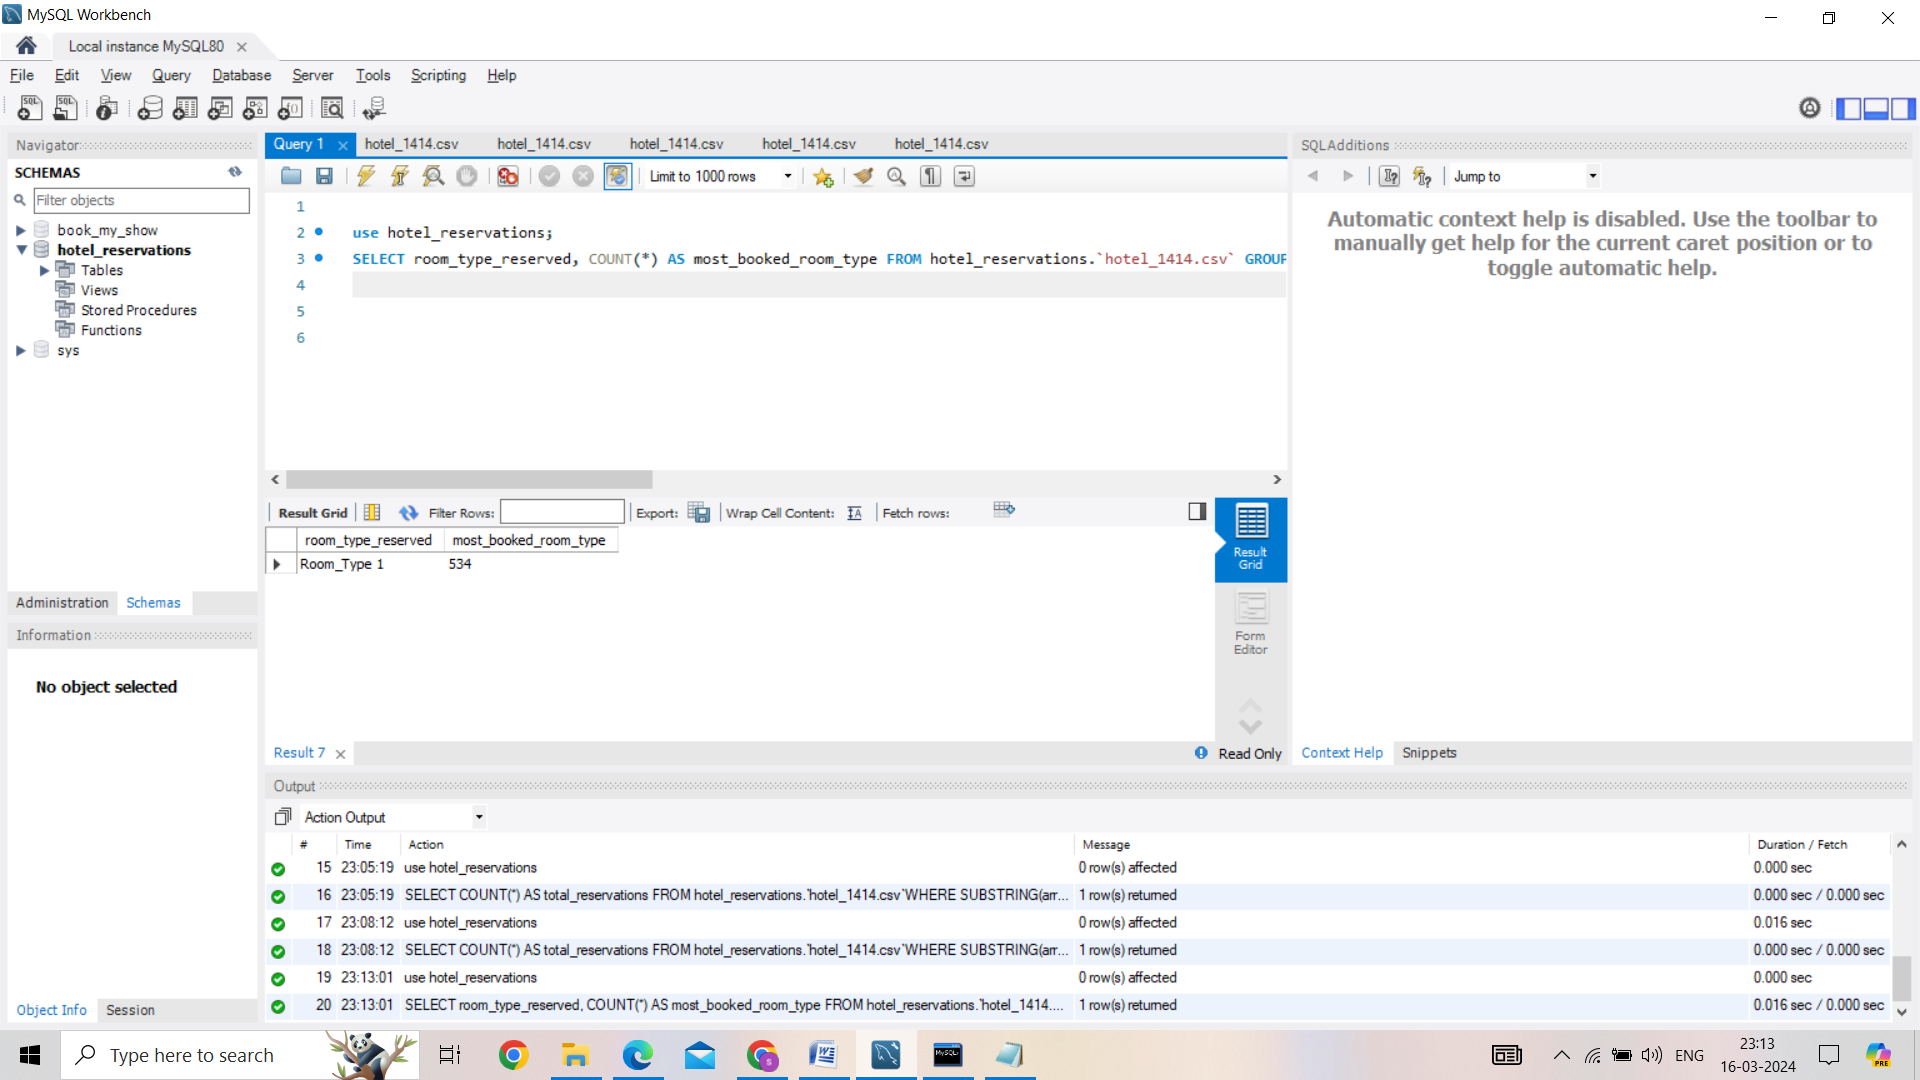 MySQL Workbench
Local instance MySQL80
File Edit View Query Database Server Tools Scripting Help
Navigator
SCHEMAS
Filter objects
book_my_show
hotel_reservations
Tables
Views
Stored Procedures
Functions
sys
Administration Schemas
Information
No object selected
Object Info Session
Query 1 hotel_1414.csv hotel_1414.csv hotel_1414.csv hotel_1414.csv hotel_1414.csv
Limit to 1000 rows
1
2 use hotel_reservations;
3 SELECT room_type_reserved, COUNT(*) AS most_booked_room_type FROM hotel_reservations.`hotel_1414.csv` GROUP
4
5
6
Result Grid Filter Rows: Export: Wrap Cell Content: Fetch rows:
room_type_reserved most_booked_room_type
Room_Type 1 534
Result Grid
Form Editor
Result 7 Read Only
SQLAdditions
Jump to
Automatic context help is disabled. Use the toolbar to
manually get help for the current caret position or to
toggle automatic help.
Context Help Snippets
Output
Action Output
# Time Action Message Duration / Fetch
15 23:05:19 use hotel_reservations 0 row(s) affected 0.000 sec
16 23:05:19 SELECT COUNT(*) AS total_reservations FROM hotel_reservations.`hotel_1414.csv`WHERE SUBSTRING(arr... 1 row(s) returned 0.000 sec / 0.000 sec
17 23:08:12 use hotel_reservations 0 row(s) affected 0.016 sec
18 23:08:12 SELECT COUNT(*) AS total_reservations FROM hotel_reservations.`hotel_1414.csv`WHERE SUBSTRING(arr... 1 row(s) returned 0.000 sec / 0.000 sec
19 23:13:01 use hotel_reservations 0 row(s) affected 0.000 sec
20 23:13:01 SELECT room_type_reserved, COUNT(*) AS most_booked_room_type FROM hotel_reservations.`hotel_1414.... 1 row(s) returned 0.016 sec / 0.000 sec
Type here to search
ENG
23:13
16-03-2024
PRE